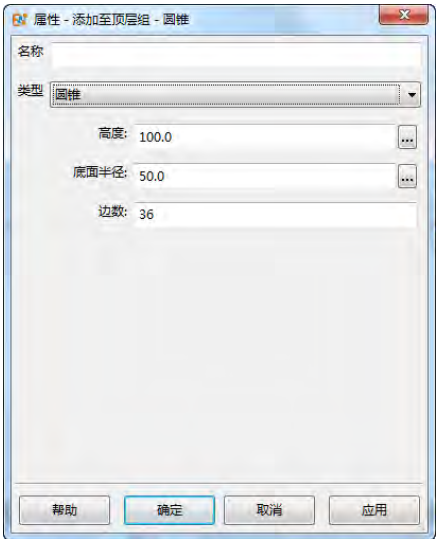 属性 - 添加至顶层组 - 圆锥
名称
类型 圆锥
高度: 100.0 ...
底面半径: 50.0 ...
边数: 36
帮助 确定 取消 应用